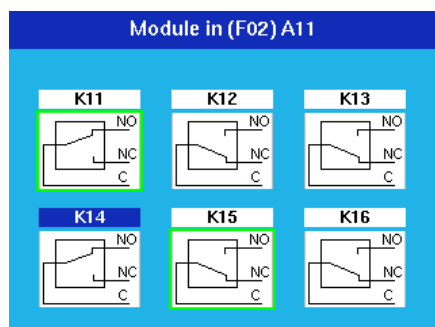 Module in (F02) A11
K11 K12 K13
NO NO NO
NC NC NC
C C C
K14 K15 K16
NO NO NO
NC NC NC
C C C